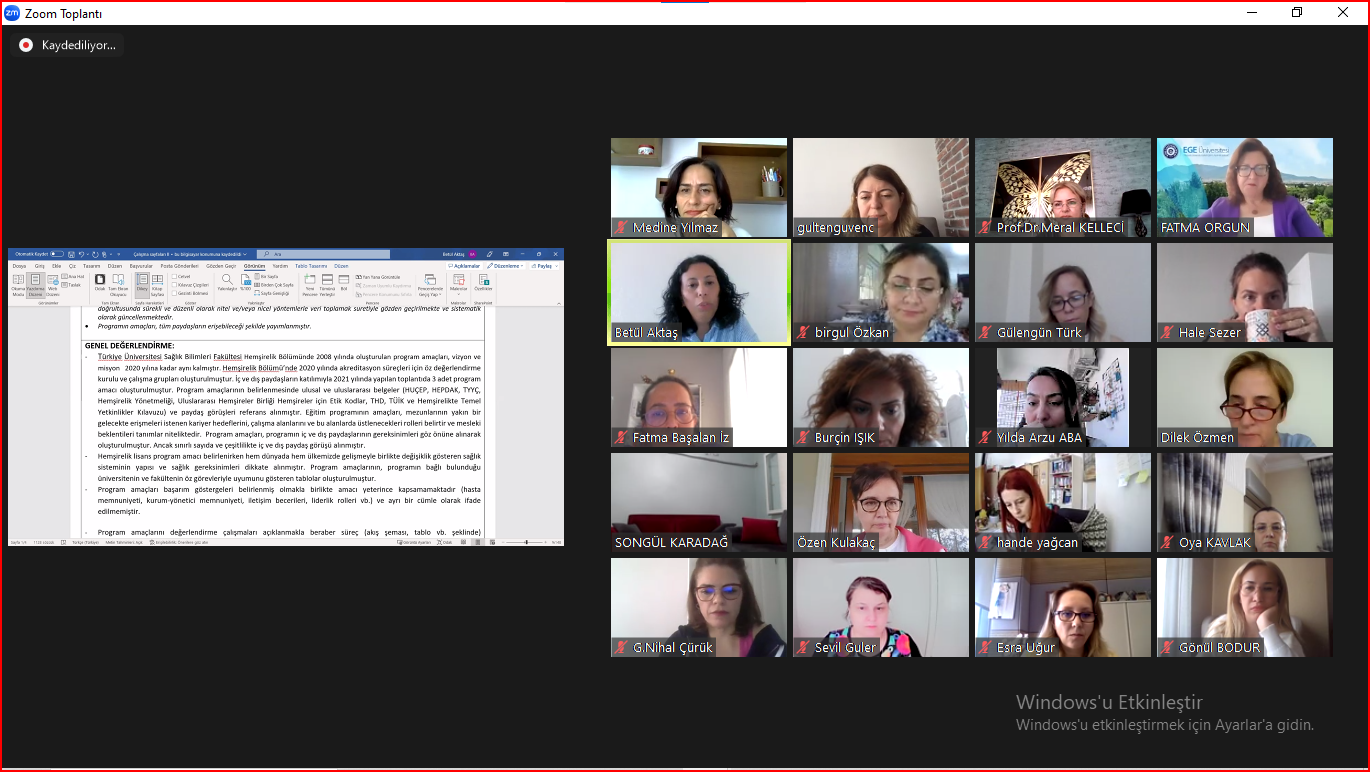 Zoom Toplantı
Kaydediliyor...
Otomatik Kaydet
Çalışma sayfaları II – bu bilgisayar konumuna kaydedildi
Ara
Betül Aktaş
Dosya Giriş Ekle Çiz Tasarım Düzen Başvurular Posta Gönderileri Gözden Geçir Görünüm Yardım Tablo Tasarımı Düzen
Açıklamalar Düzenleme Paylaş
doğrultusunda sürekli ve düzenli olarak nitel ve/veya nicel yöntemlerle veri toplamak suretiyle gözden geçirilmekte ve sistematik
olarak güncellenmektedir.
• Programın amaçları, tüm paydaşların erişebileceği şekilde yayımlanmıştır.
GENEL DEĞERLENDİRME:
- Türkiye Üniversitesi Sağlık Bilimleri Fakültesi Hemşirelik Bölümünde 2008 yılında oluşturulan program amaçları, vizyon ve
misyon 2020 yılına kadar aynı kalmıştır. Hemşirelik Bölümü'nde 2020 yılında akreditasyon süreçleri için öz değerlendirme
kurulu ve çalışma grupları oluşturulmuştur. İç ve dış paydaşların katılımıyla 2021 yılında yapılan toplantıda 3 adet program
amacı oluşturulmuştur. Program amaçlarının belirlenmesinde ulusal ve uluslararası belgeler (HUÇEP, HEPDAK, TYYÇ,
Hemşirelik Yönetmeliği, Uluslararası Hemşireler Birliği Hemşireler için Etik Kodlar, THD, TÜİK ve Hemşirelikte Temel
Yetkinlikler Kılavuzu) ve paydaş görüşleri referans alınmıştır. Eğitim programının amaçları, mezunlarının yakın bir
gelecekte erişmeleri istenen kariyer hedeflerini, çalışma alanlarını ve bu alanlarda üstlenecekleri rolleri belirtir ve mesleki
beklentileri tanımlar niteliktedir. Program amaçları, programın iç ve dış paydaşlarının gereksinimleri göz önüne alınarak
oluşturulmuştur. Ancak sınırlı sayıda ve çeşitlilikte iç ve dış paydaş görüşü alınmıştır.
- Hemşirelik lisans program amacı belirlenirken hem dünyada hem ülkemizde gelişmeyle birlikte değişiklik gösteren sağlık
sisteminin yapısı ve sağlık gereksinimleri dikkate alınmıştır. Program amaçlarının, programın bağlı bulunduğu
üniversitenin ve fakültenin öz görevleriyle uyumunu gösteren tablolar oluşturulmuştur.
- Program amaçları başarım göstergeleri belirlenmiş olmakla birlikte amacı yeterince kapsamamaktadır (hasta
memnuniyeti, kurum-yönetici memnuniyeti, iletişim becerileri, liderlik rolleri vb.) ve ayrı bir cümle olarak ifade
edilmemiştir.
- Program amaçlarını değerlendirme çalışmaları açıklanmakla beraber süreç (akış şeması, tablo vb. şeklinde)
EGE Üniversitesi
Medine Yılmaz
gultenguvenc
Prof.Dr.Meral KELLECİ
FATMA ORGUN
Betül Aktaş
birgul Özkan
Gülengün Türk
Hale Sezer
Fatma Başalan İz
Burçin IŞIK
Yılda Arzu ABA
Dilek Özmen
SONGÜL KARADAĞ
Özen Kulakaç
hande yağcan
Oya KAVLAK
G.Nihal Çürük
Sevil Guler
Esra Uğur
Gönül BODUR
Windows'u Etkinleştir
Windows'u etkinleştirmek için Ayarlar'a gidin.